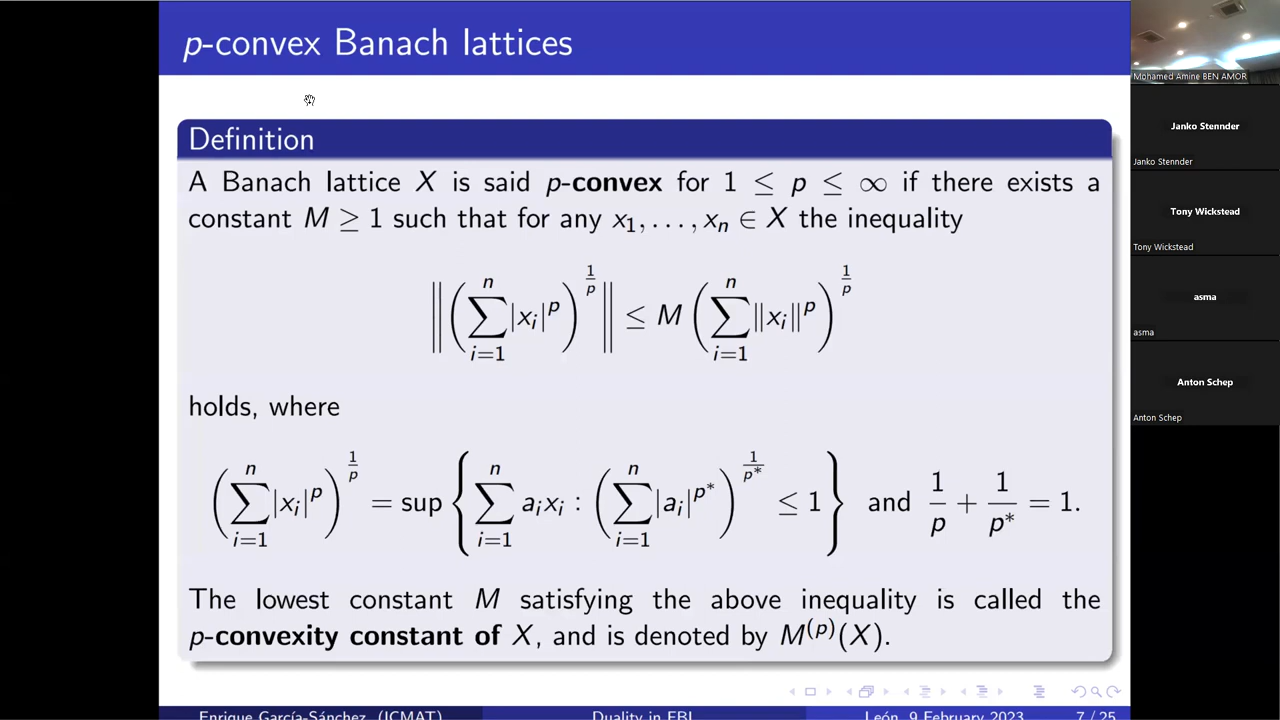 p-convex Banach lattices
Definition
A Banach lattice X is said p-convex for 1 ≤ p ≤ ∞ if there exists a
constant M ≥ 1 such that for any x₁, . . . , xₙ ∈ X the inequality
‖(∑ᵢ₌₁ⁿ |xᵢ|ᵖ)^(1/p)‖ ≤ M (∑ᵢ₌₁ⁿ ‖xᵢ‖ᵖ)^(1/p)
holds, where
(∑ᵢ₌₁ⁿ |xᵢ|ᵖ)^(1/p) = sup {∑ᵢ₌₁ⁿ aᵢxᵢ : (∑ᵢ₌₁ⁿ |aᵢ|^(p*))^(1/p*) ≤ 1} and 1/p + 1/p* = 1.
The lowest constant M satisfying the above inequality is called the
p-convexity constant of X, and is denoted by M⁽ᵖ⁾(X).
Enrique García-Sánchez (ICMAT) Duality in FBL León, 9 February 2023 7 / 25
Mohamed Amine BEN AMOR
Janko Stennder
Janko Stennder
Tony Wickstead
Tony Wickstead
asma
asma
Anton Schep
Anton Schep